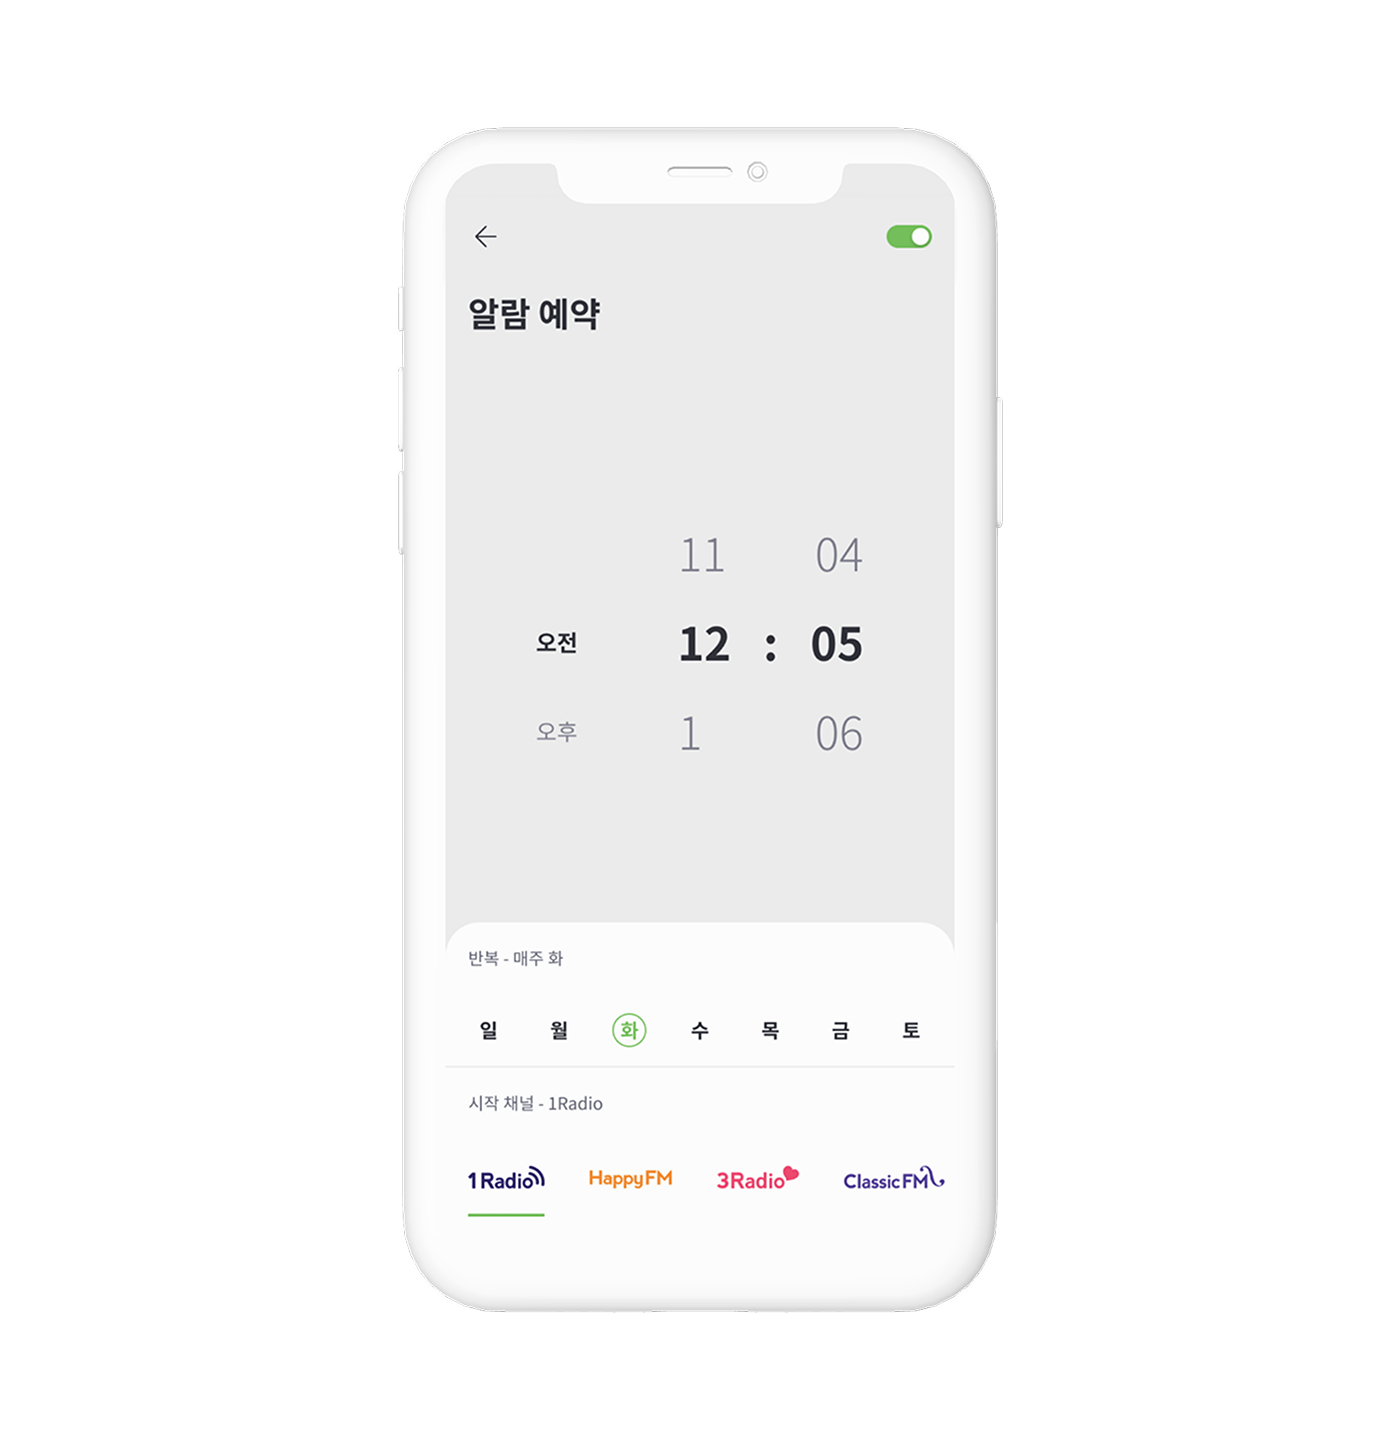 알람 예약
11 04
오전 12 : 05
오후 1 06
반복 - 매주 화
일 월 화 수 목 금 토
시작 채널 - 1Radio
1Radio HappyFM 3Radio ClassicFM